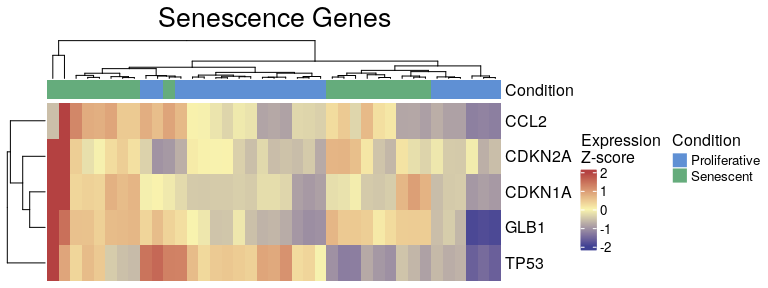 Senescence Genes
Condition
CCL2
CDKN2A
CDKN1A
GLB1
TP53
Expression
Z-score
2
1
0
-1
-2
Condition
Proliferative
Senescent